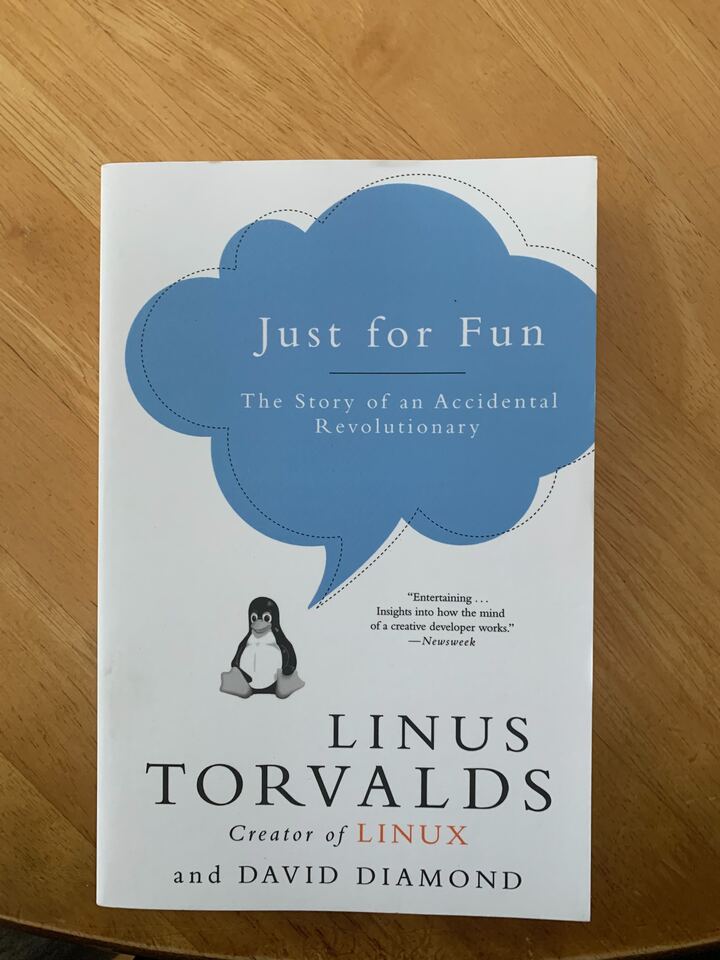 Just for Fun
The Story of an Accidental
Revolutionary
“Entertaining . . .
Insights into how the mind
of a creative developer works.”
—Newsweek
LINUS
TORVALDS
Creator of LINUX
and DAVID DIAMOND